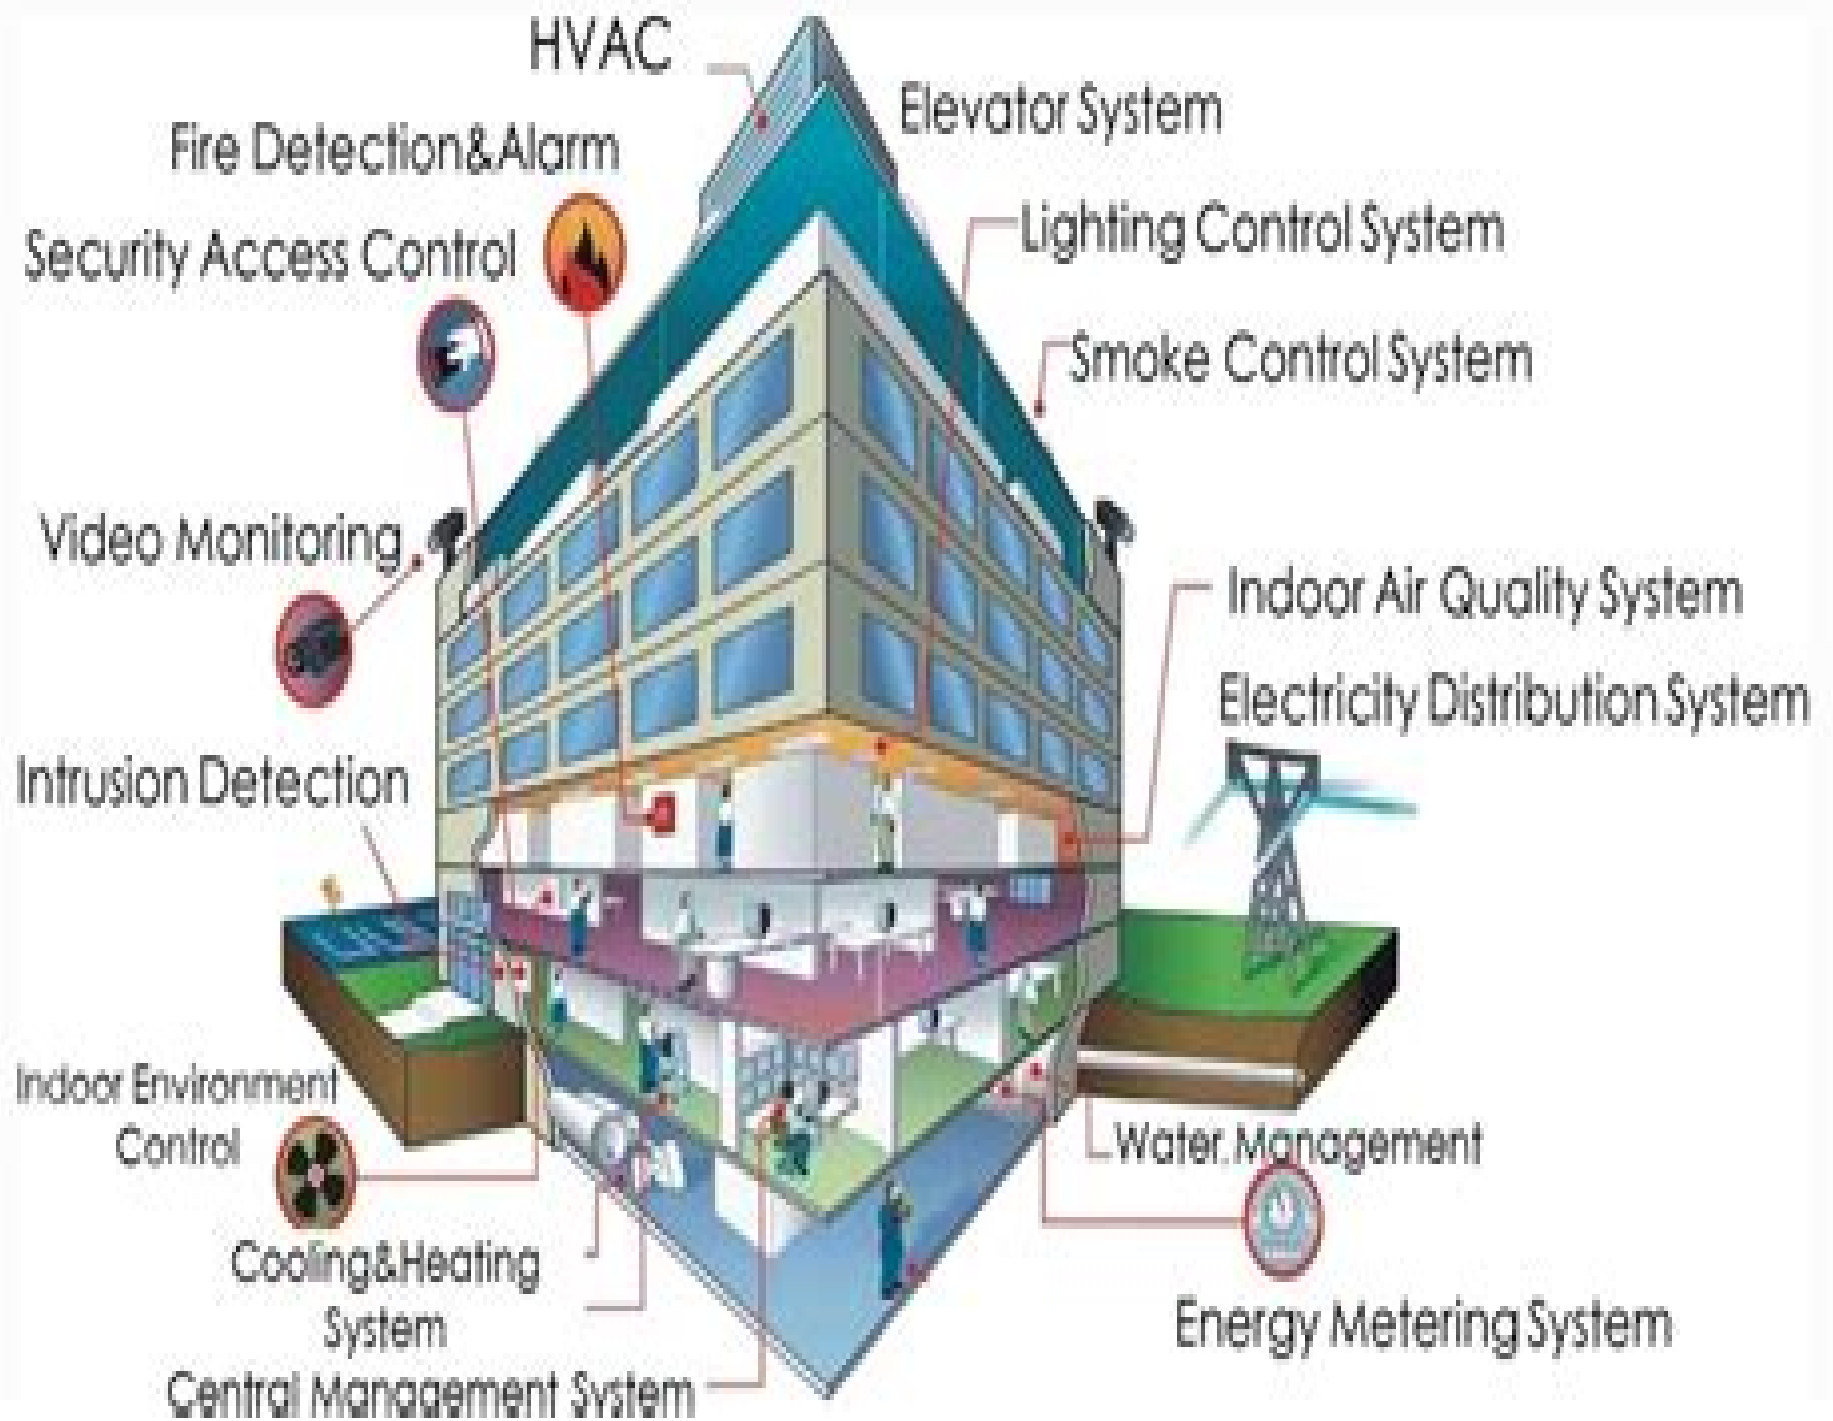 HVAC
Elevator System
Fire Detection&Alarm
Security Access Control
Lighting Control System
Smoke Control System
Video Monitoring
Indoor Air Quality System
Electricity Distribution System
Intrusion Detection
Indoor Environment
Control
Water Management
Cooling&Heating
System
Energy Metering System
Central Management System